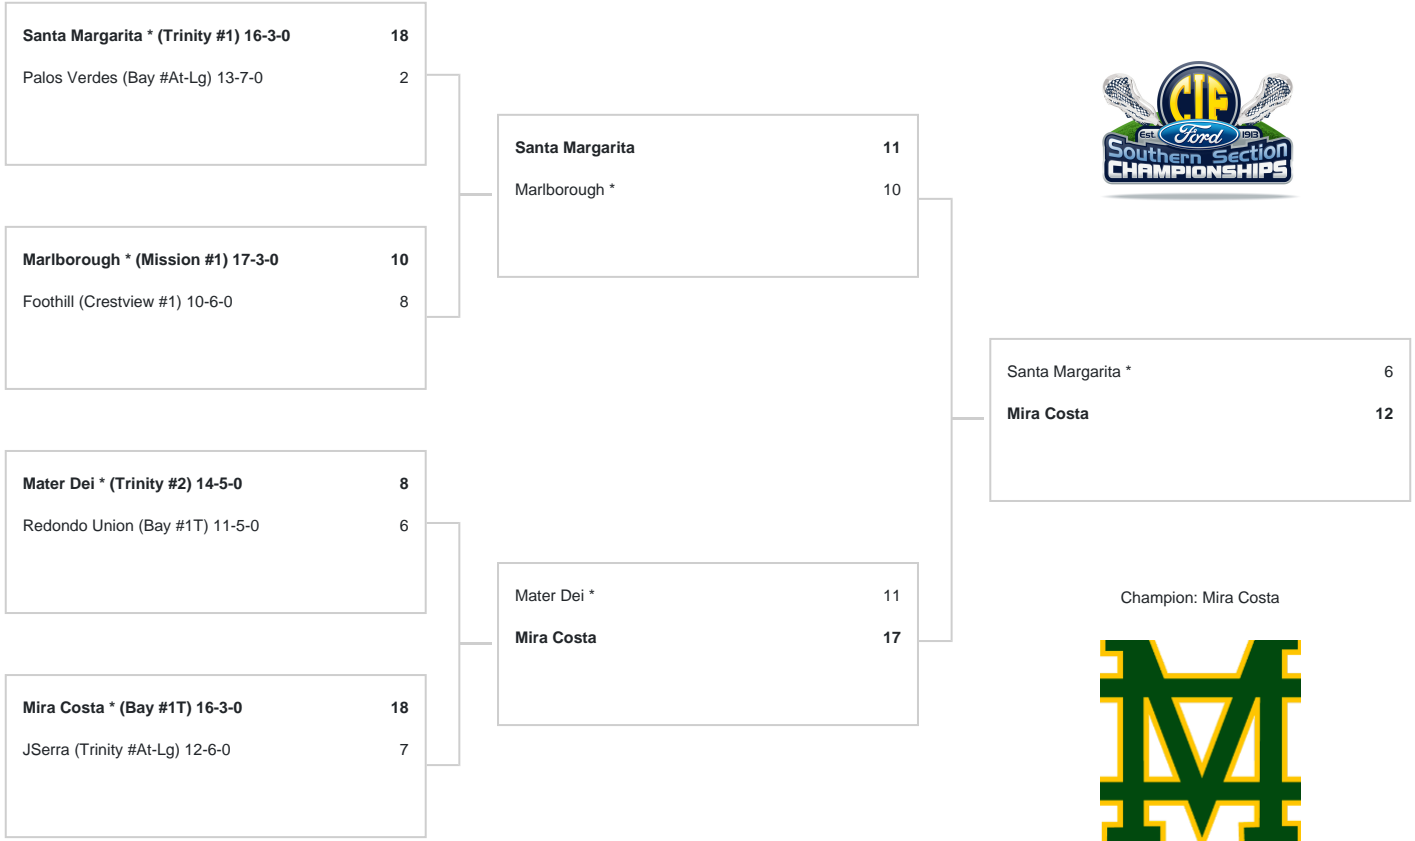 Santa Margarita * (Trinity #1) 16-3-0 18
Palos Verdes (Bay #At-Lg) 13-7-0 2
Marlborough * (Mission #1) 17-3-0 10
Foothill (Crestview #1) 10-6-0 8
Mater Dei * (Trinity #2) 14-5-0 8
Redondo Union (Bay #1T) 11-5-0 6
Mira Costa * (Bay #1T) 16-3-0 18
JSerra (Trinity #At-Lg) 12-6-0 7
Santa Margarita 11
Marlborough * 10
Mater Dei * 11
Mira Costa 17
CIF
Est. Ford 1913
Southern Section
CHAMPIONSHIPS
Santa Margarita * 6
Mira Costa 12
Champion: Mira Costa
M